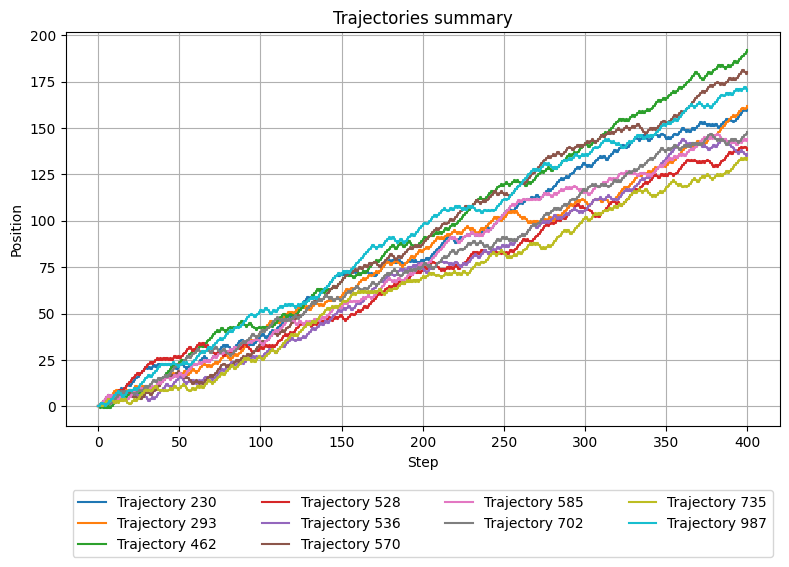 Trajectories summary
200
175
150
125
100
75
50
25
0
Position
0 50 100 150 200 250 300 350 400
Step
Trajectory 230 Trajectory 528 Trajectory 585 Trajectory 735
Trajectory 293 Trajectory 536 Trajectory 702 Trajectory 987
Trajectory 462 Trajectory 570